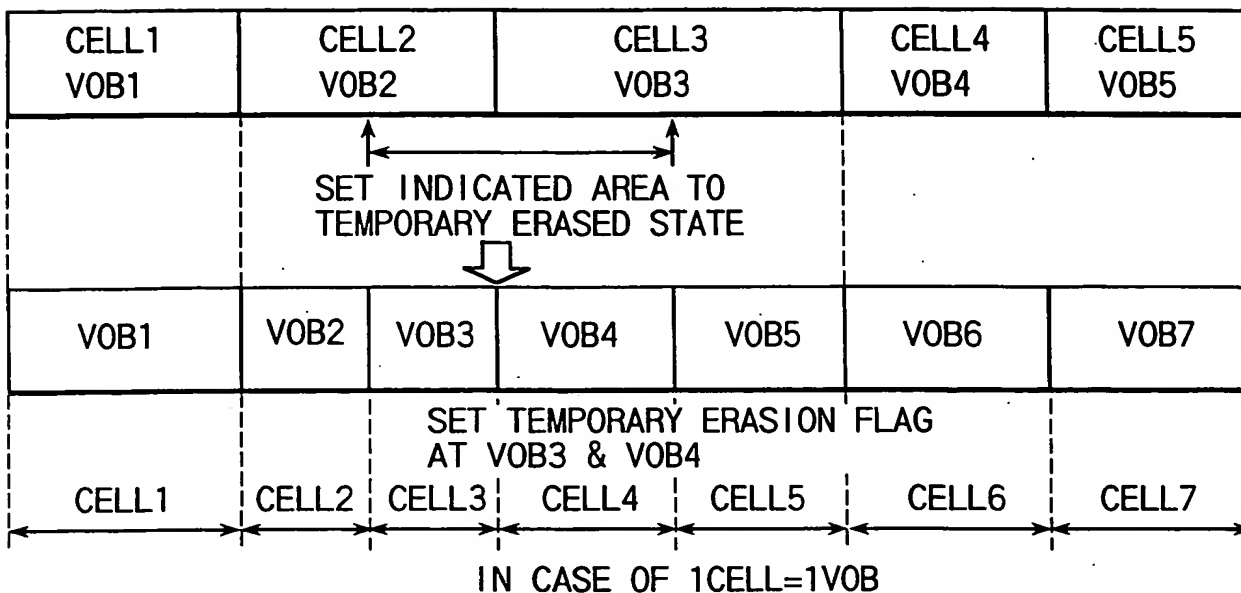 CELL1 CELL2 CELL3 CELL4 CELL5
VOB1 VOB2 VOB3 VOB4 VOB5
SET INDICATED AREA TO
TEMPORARY ERASED STATE
VOB1 VOB2 VOB3 VOB4 VOB5 VOB6 VOB7
SET TEMPORARY ERASION FLAG
AT VOB3 & VOB4
CELL1 CELL2 CELL3 CELL4 CELL5 CELL6 CELL7
IN CASE OF 1CELL=1VOB